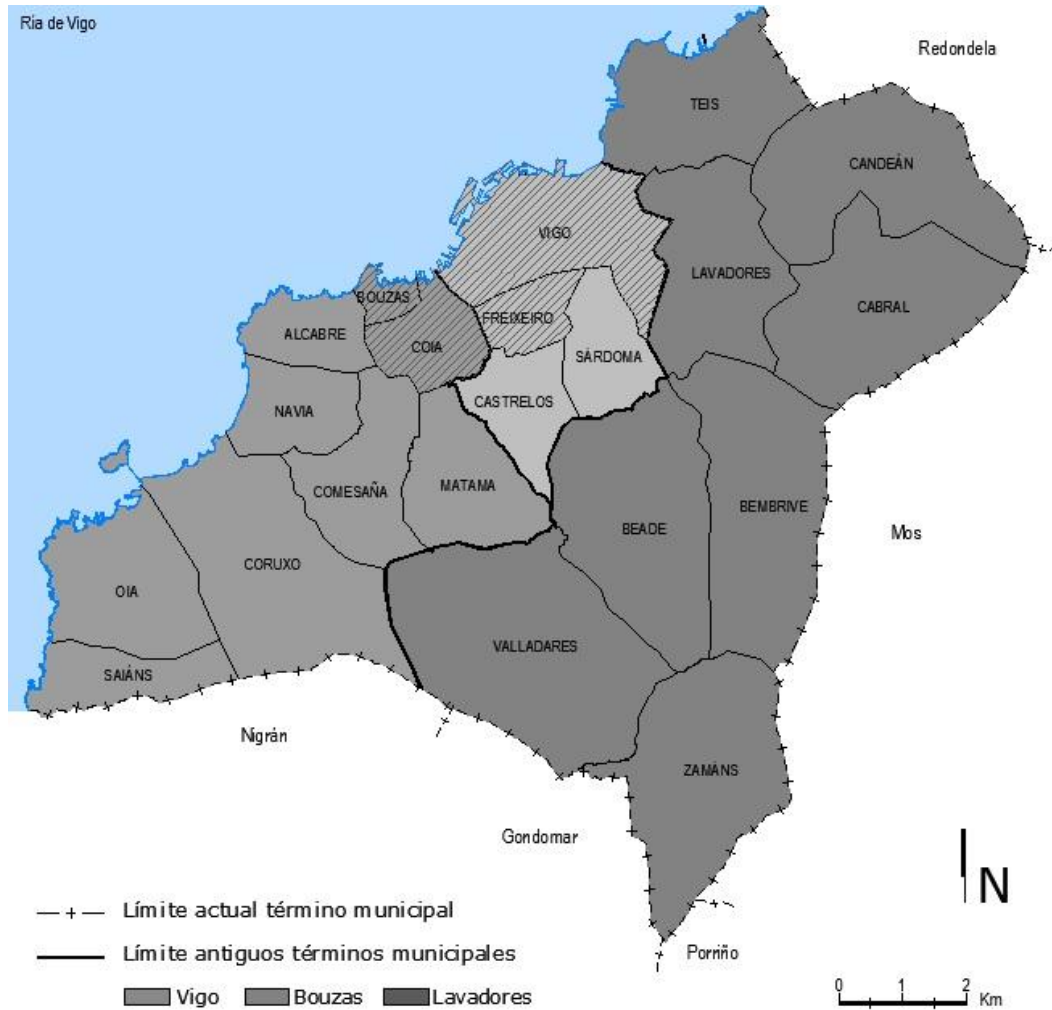 Ría de Vigo
Redondela
TEIS
CANDEÁN
VIGO
LAVADORES
BOUZAS
CABRAL
FREIXEIRO
ALCABRE
COIA
SÁRDOMA
CASTRELOS
NAVIA
COMESAÑA
MATAMA
BEMBRIVE
BEADE
Mos
CORUXO
OIA
VALLADARES
SAIÁNS
Nigrán
ZAMÁNS
Gondomar
N
Límite actual término municipal
Límite antiguos términos municipales
Porriño
Vigo Bouzas Lavadores
0 1 2 Km